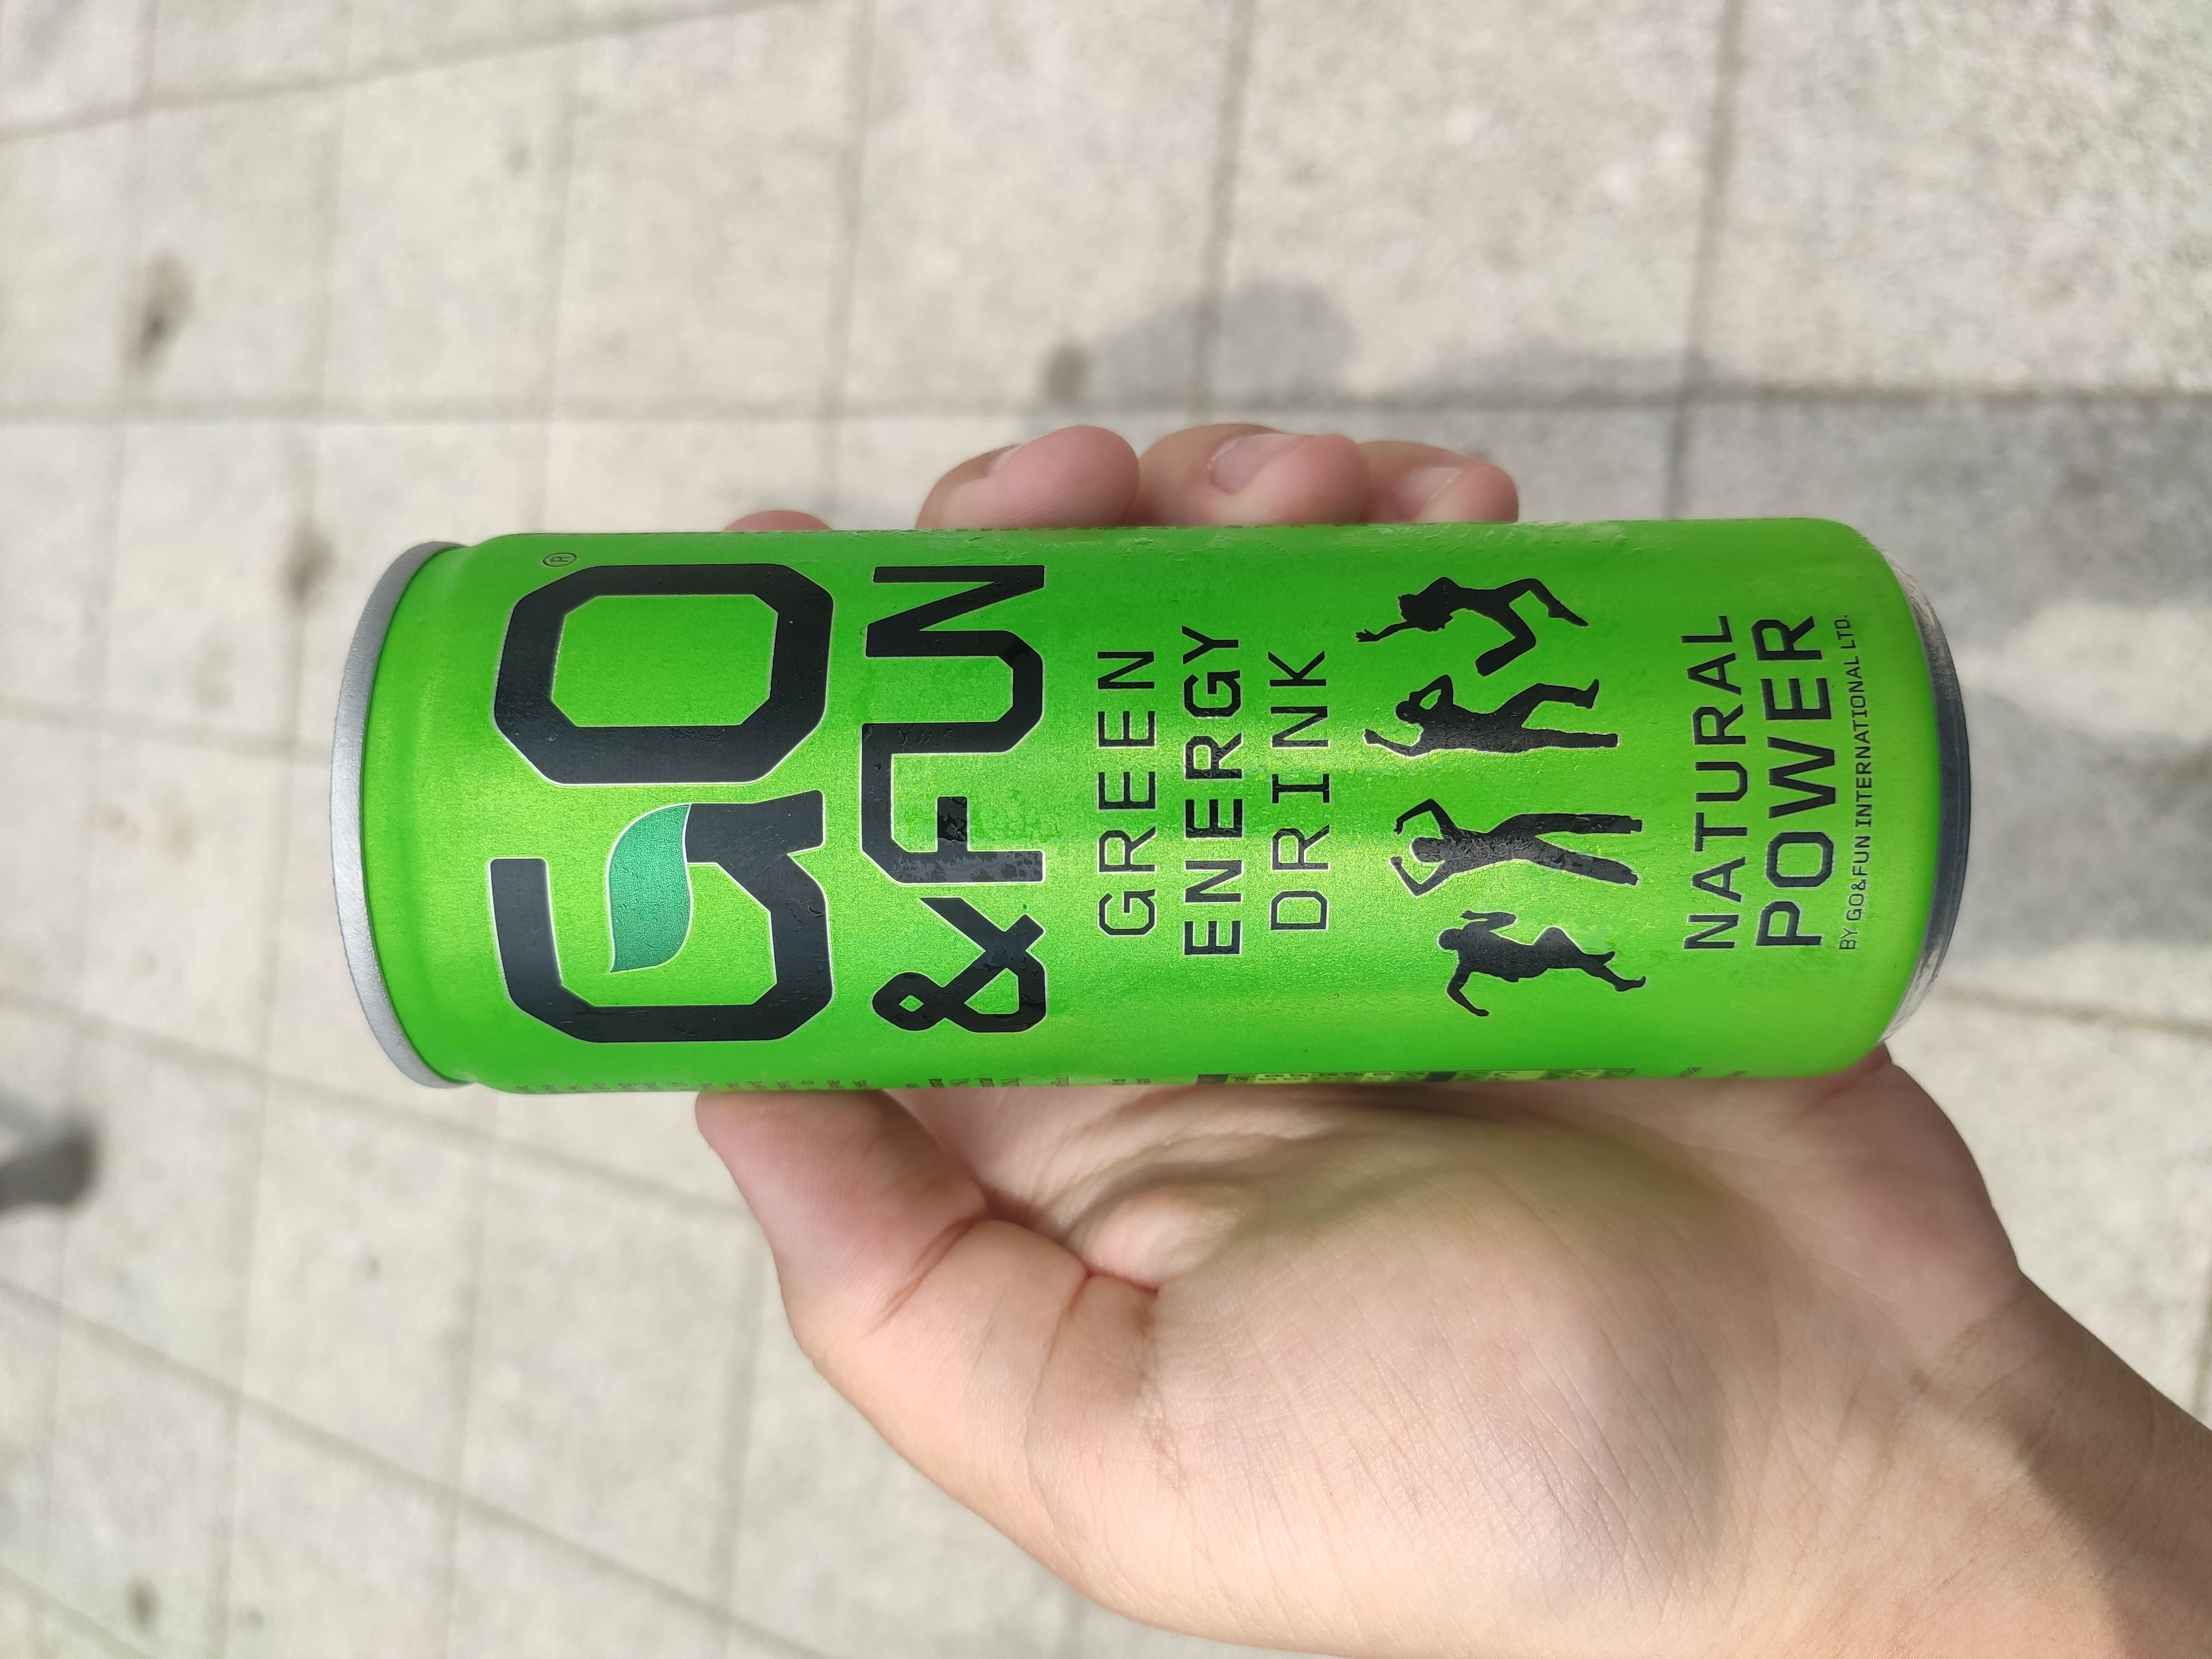 GO®
&FUN
GREEN
ENERGY
DRINK
NATURAL
POWER
BY GO&FUN INTERNATIONAL LTD.